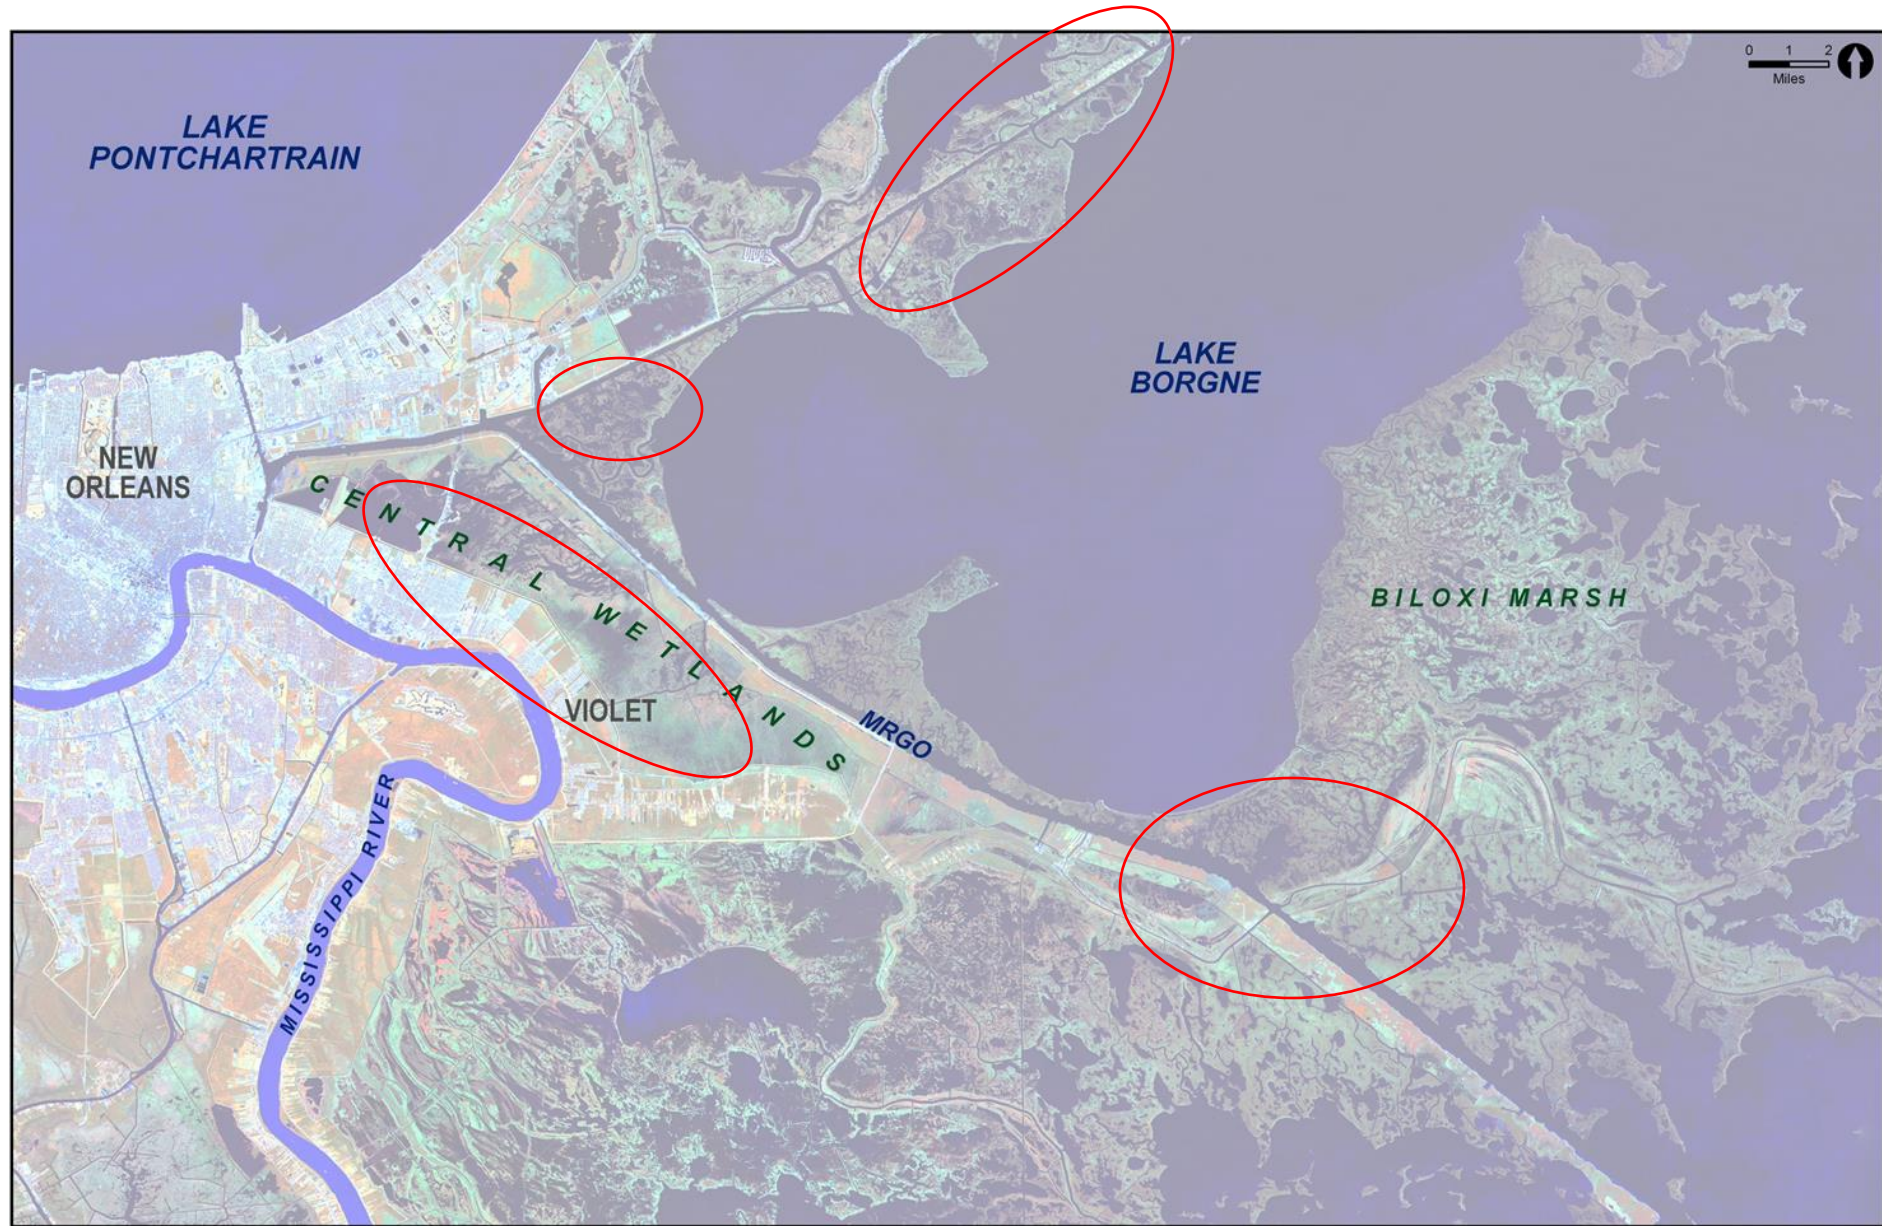 0 1 2
Miles
LAKE
PONTCHARTRAIN
LAKE
BORGNE
NEW
ORLEANS
CENTRAL WETLANDS
BILOXI MARSH
VIOLET
MRGO
MISSISSIPPI RIVER